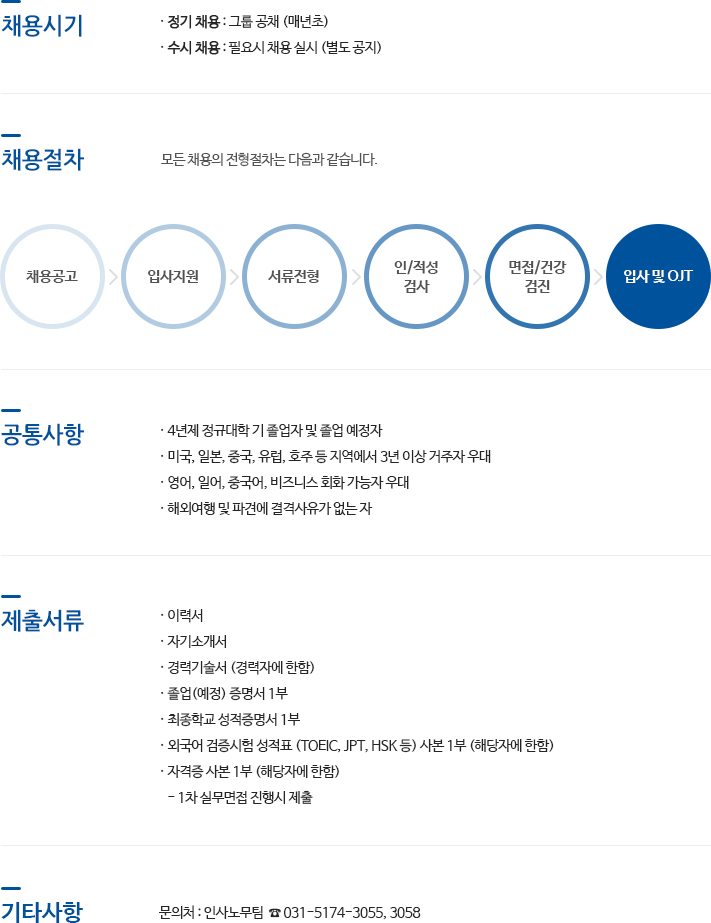 채용시기
· 정기 채용 : 그룹 공채 (매년초)
· 수시 채용 : 필요시 채용 실시 (별도 공지)
채용절차
모든 채용의 전형절차는 다음과 같습니다.
채용공고
입사지원
서류전형
인/적성
검사
면접/건강
검진
입사 및 OJT
공통사항
· 4년제 정규대학 기 졸업자 및 졸업 예정자
· 미국, 일본, 중국, 유럽, 호주 등 지역에서 3년 이상 거주자 우대
· 영어, 일어, 중국어, 비즈니스 회화 가능자 우대
· 해외여행 및 파견에 결격사유가 없는 자
제출서류
· 이력서
· 자기소개서
· 경력기술서 (경력자에 한함)
· 졸업(예정) 증명서 1부
· 최종학교 성적증명서 1부
· 외국어 검증시험 성적표 (TOEIC, JPT, HSK 등) 사본 1부 (해당자에 한함)
· 자격증 사본 1부 (해당자에 한함)
- 1차 실무면접 진행시 제출
기타사항
문의처 : 인사노무팀 ☎ 031-5174-3055, 3058